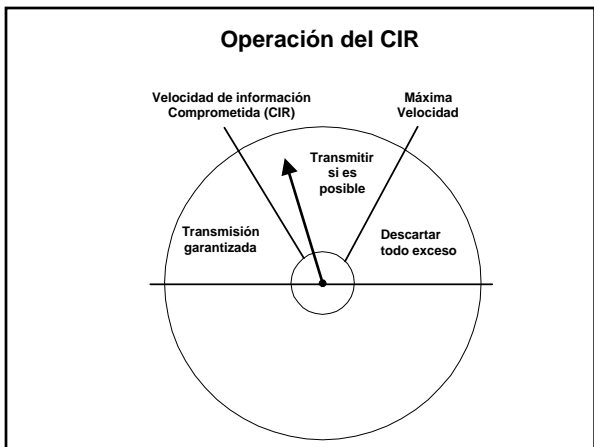 Operación del CIR
Velocidad de información
Comprometida (CIR)
Máxima
Velocidad
Transmitir
si es
posible
Transmisión
garantizada
Descartar
todo exceso